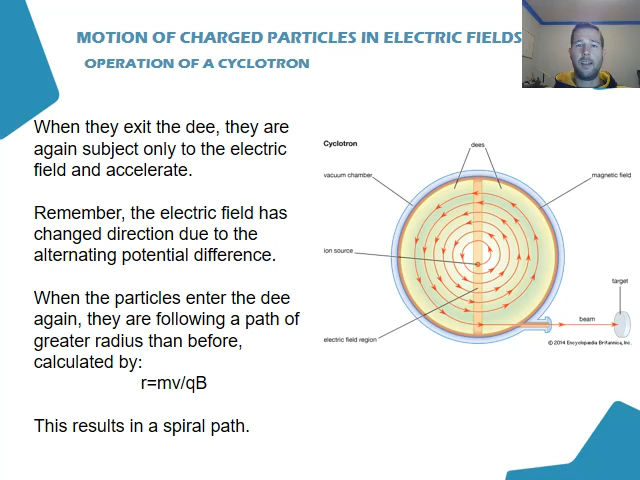 MOTION OF CHARGED PARTICLES IN ELECTRIC FIELDS
OPERATION OF A CYCLOTRON
When they exit the dee, they are
again subject only to the electric
field and accelerate.
Remember, the electric field has
changed direction due to the
alternating potential difference.
When the particles enter the dee
again, they are following a path of
greater radius than before,
calculated by:
r=mv/qB
This results in a spiral path.
Cyclotron
dees
vacuum chamber
magnetic field
ion source
target
beam
electric field region
© 2014 Encyclopædia Britannica, Inc.